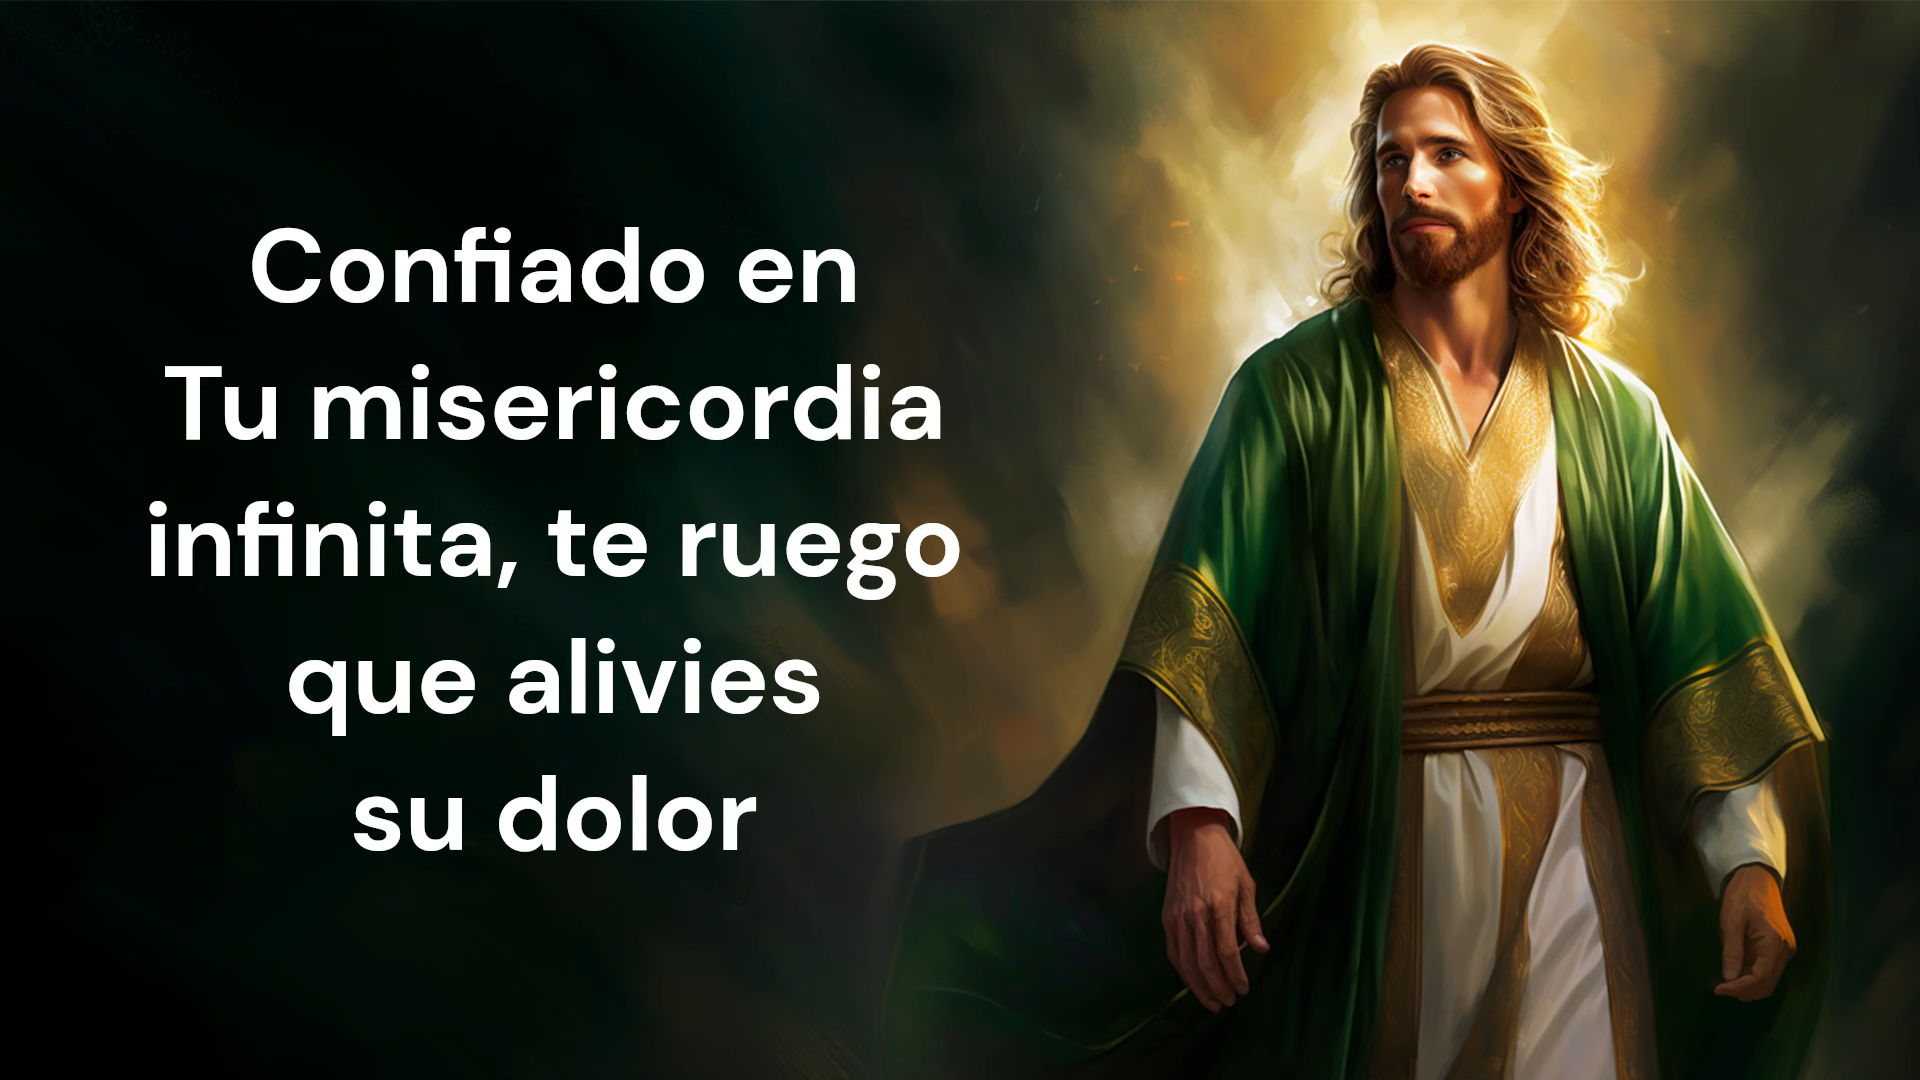 Confiado en
Tu misericordia
infinita, te ruego
que alivies
su dolor